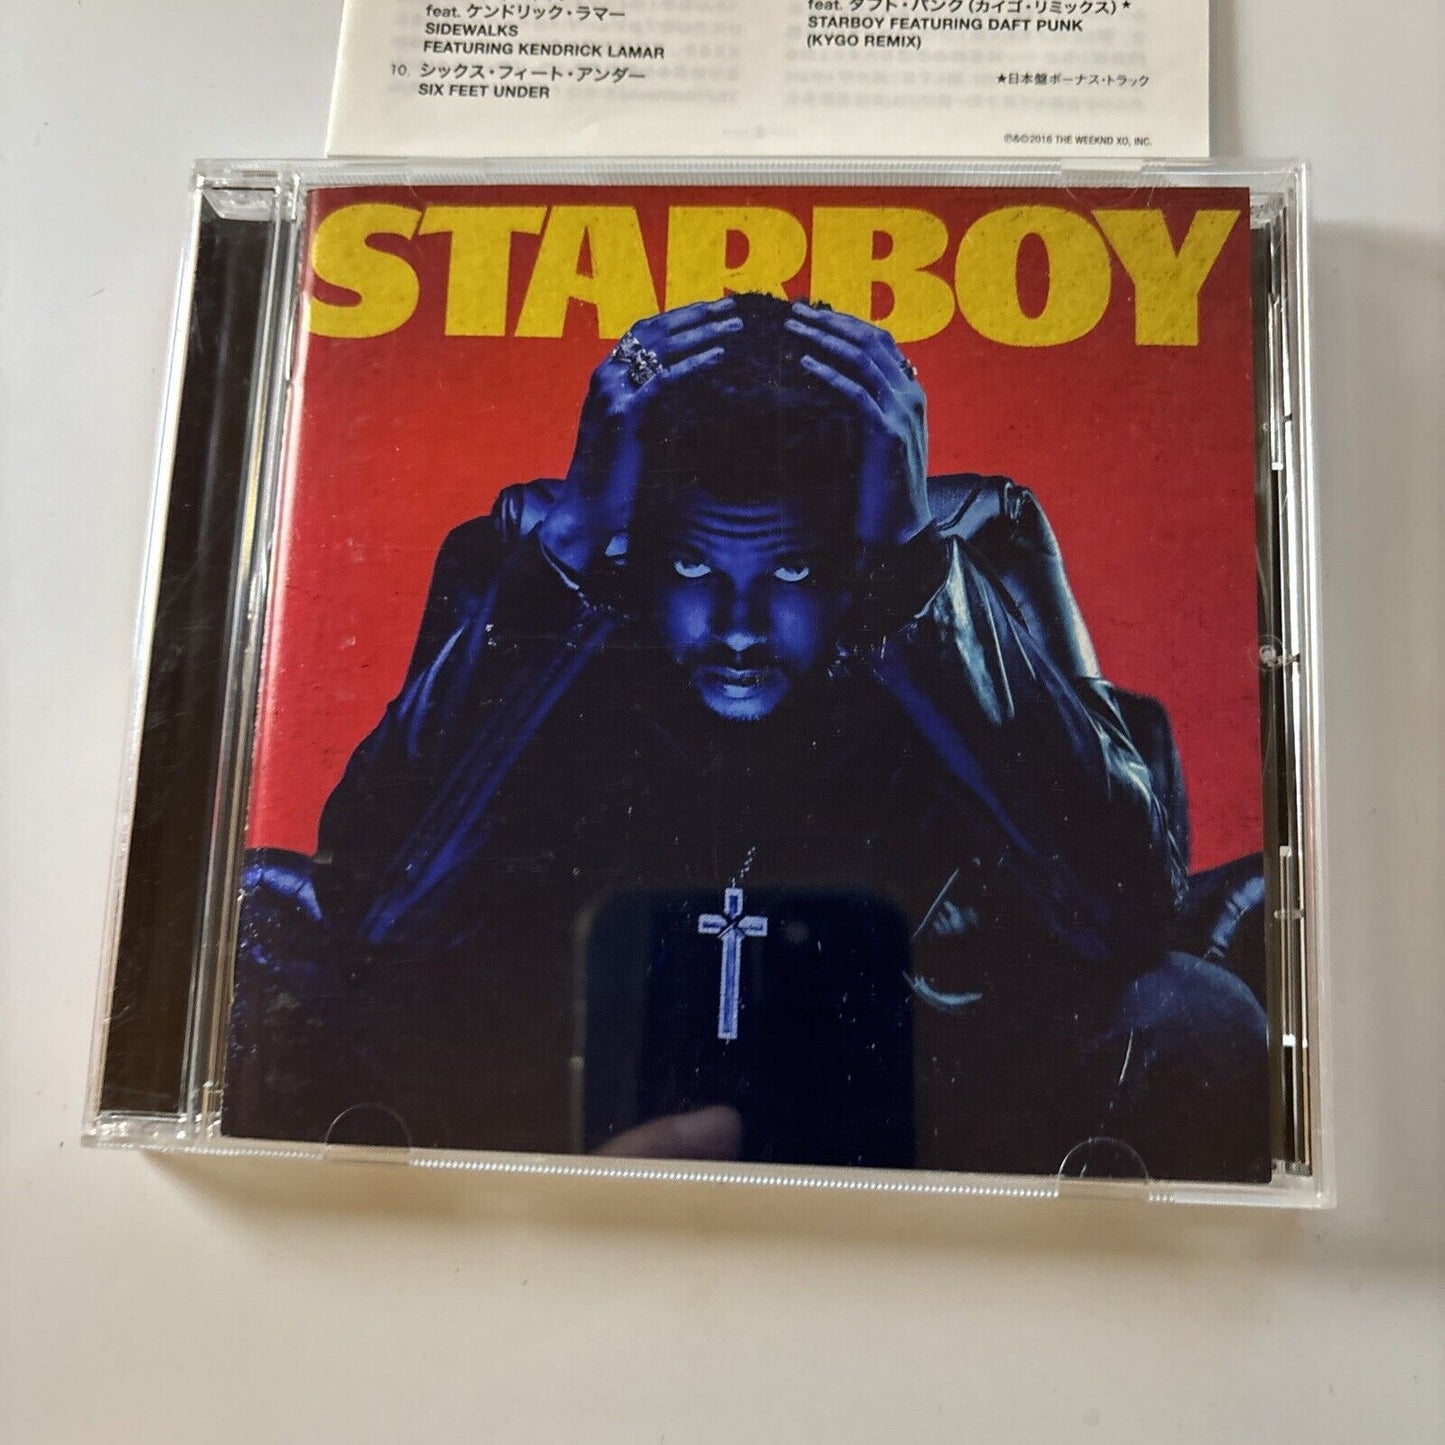 feat. ケンドリック・ラマー
SIDEWALKS
FEATURING KENDRICK LAMAR
10. シックス・フィート・アンダー
SIX FEET UNDER
feat. ダフト・パンク（カイゴ・リミックス）★
STARBOY FEATURING DAFT PUNK
(KYGO REMIX)
★日本盤ボーナス・トラック
℗&©2016 THE WEEKND XO, INC.
STARBOY